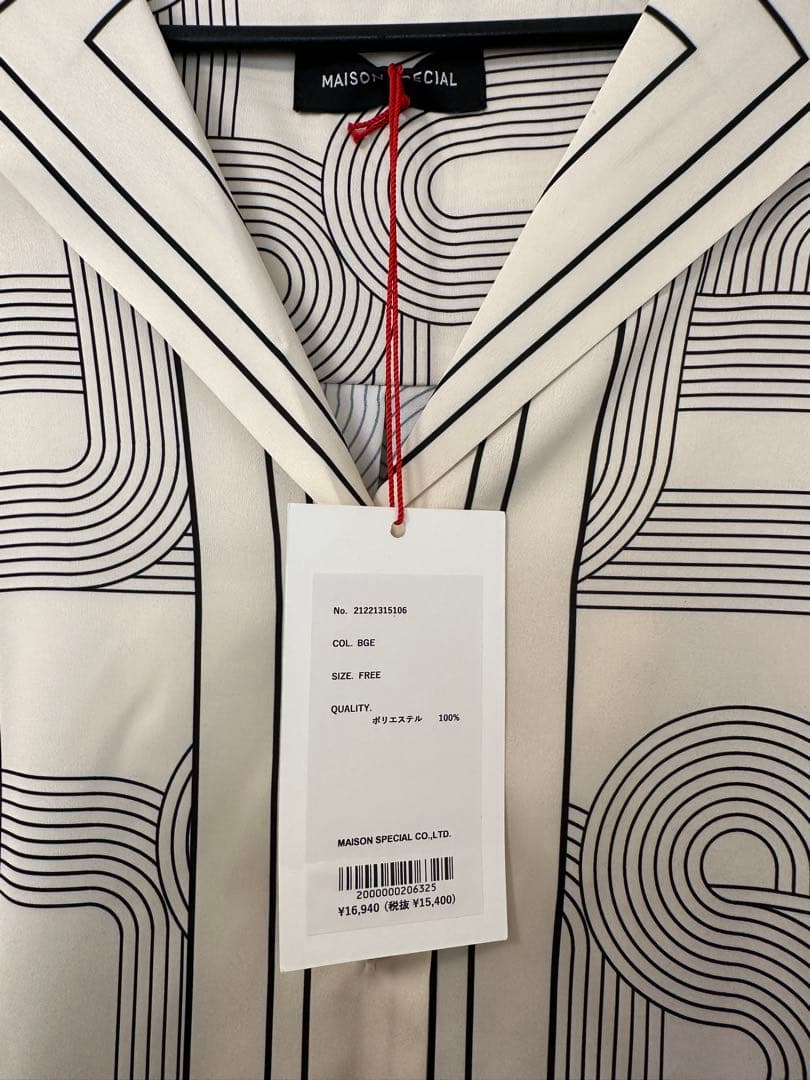 MAISON SPECIAL
No. 21221315106
COL. BGE
SIZE. FREE
QUALITY.
ポリエステル 100%
MAISON SPECIAL CO.,LTD.
2000000206325
¥16,940 (税抜 ¥15,400)